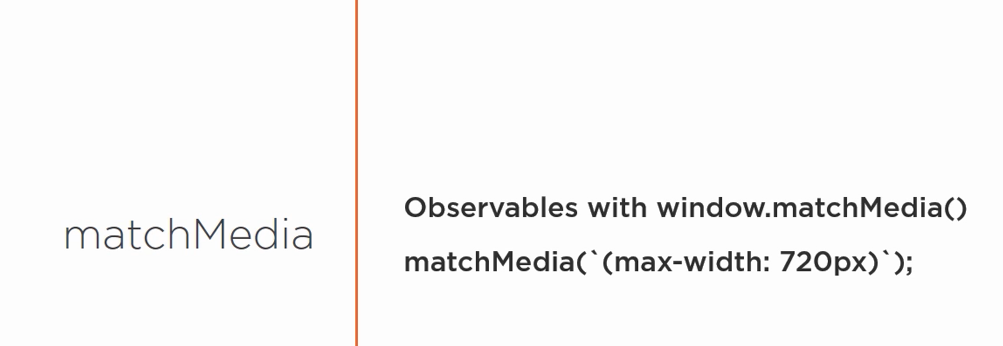 matchMedia
Observables with window.matchMedia()
matchMedia(`(max-width: 720px)`);